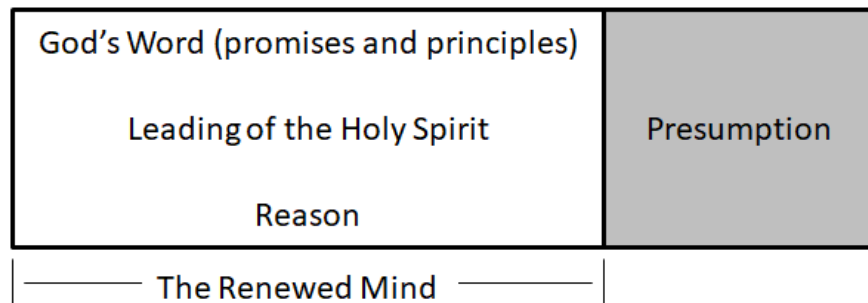 God’s Word (promises and principles)
Leading of the Holy Spirit
Presumption
Reason
The Renewed Mind